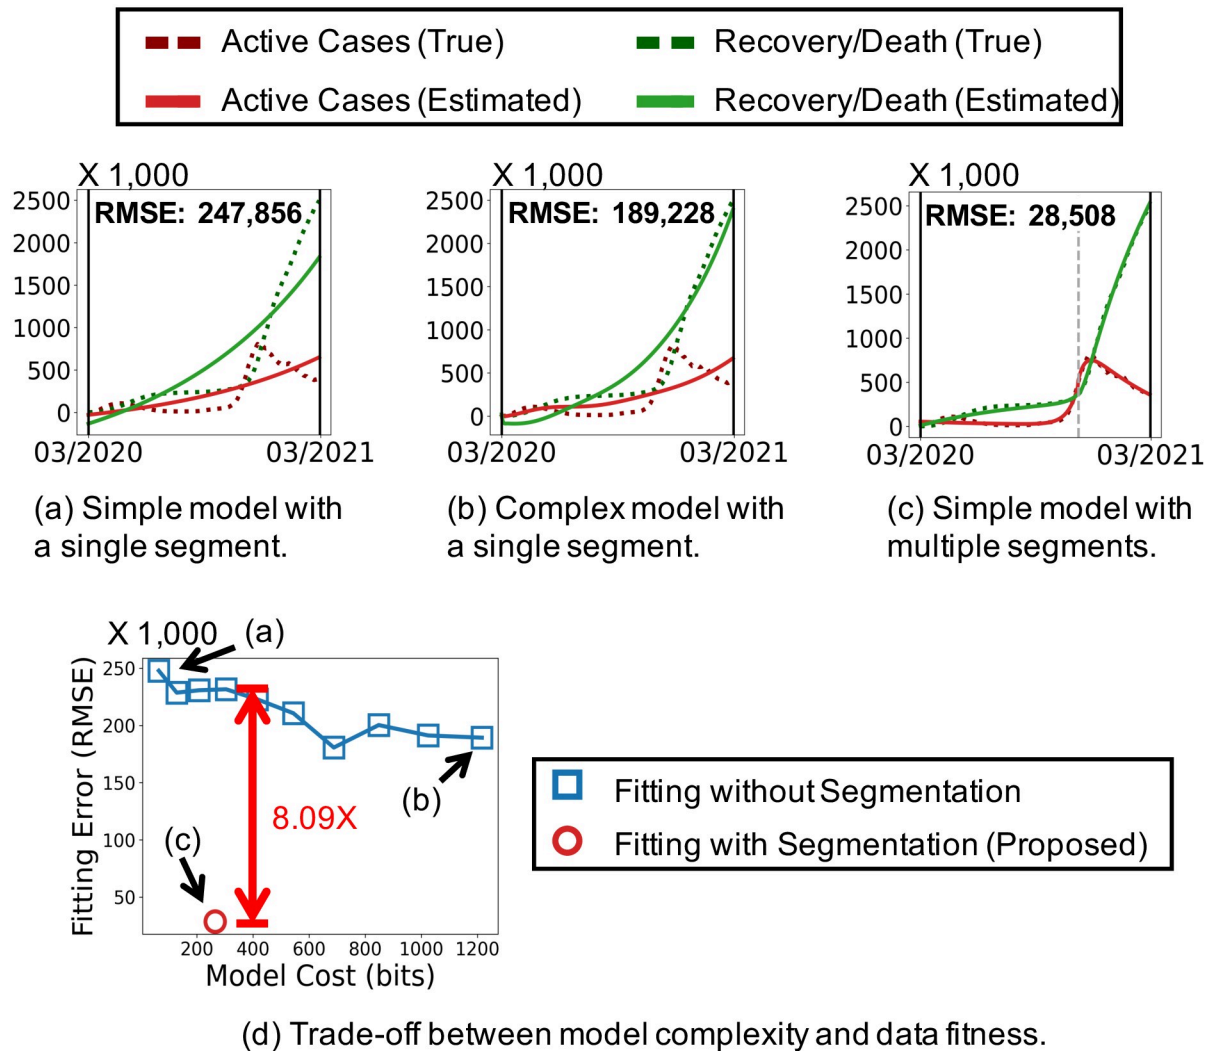 Active Cases (True)
Recovery/Death (True)
Active Cases (Estimated)
Recovery/Death (Estimated)
X 1,000
RMSE: 247,856
2500
2000
1500
1000
500
0
03/2020
03/2021
(a) Simple model with
a single segment.
X 1,000
RMSE: 189,228
2500
2000
1500
1000
500
0
03/2020
03/2021
(b) Complex model with
a single segment.
X 1,000
RMSE: 28,508
2500
2000
1500
1000
500
0
03/2020
03/2021
(c) Simple model with
multiple segments.
X 1,000
(a)
Fitting Error (RMSE)
250
200
150
100
50
8.09X
(b)
(c)
200
400
600
800
1000
1200
Model Cost (bits)
Fitting without Segmentation
Fitting with Segmentation (Proposed)
(d) Trade-off between model complexity and data fitness.